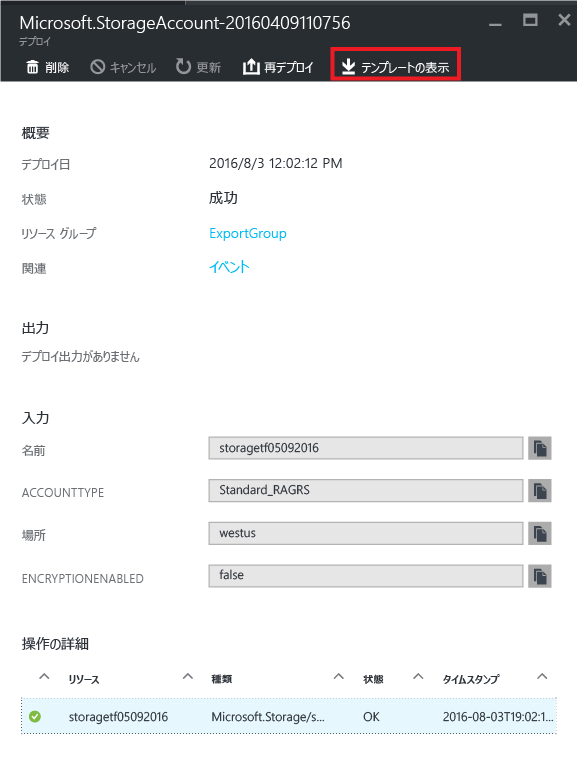 Microsoft.StorageAccount-20160409110756
デプロイ
削除 キャンセル 更新 再デプロイ テンプレートの表示
概要
デプロイ日 2016/8/3 12:02:12 PM
状態 成功
リソース グループ ExportGroup
関連 イベント
出力
デプロイ出力がありません
入力
名前 storagetf05092016
ACCOUNTTYPE Standard_RAGRS
場所 westus
ENCRYPTIONENABLED false
操作の詳細
リソース 種類 状態 タイムスタンプ
storagetf05092016 Microsoft.Storage/s... OK 2016-08-03T19:02:1...